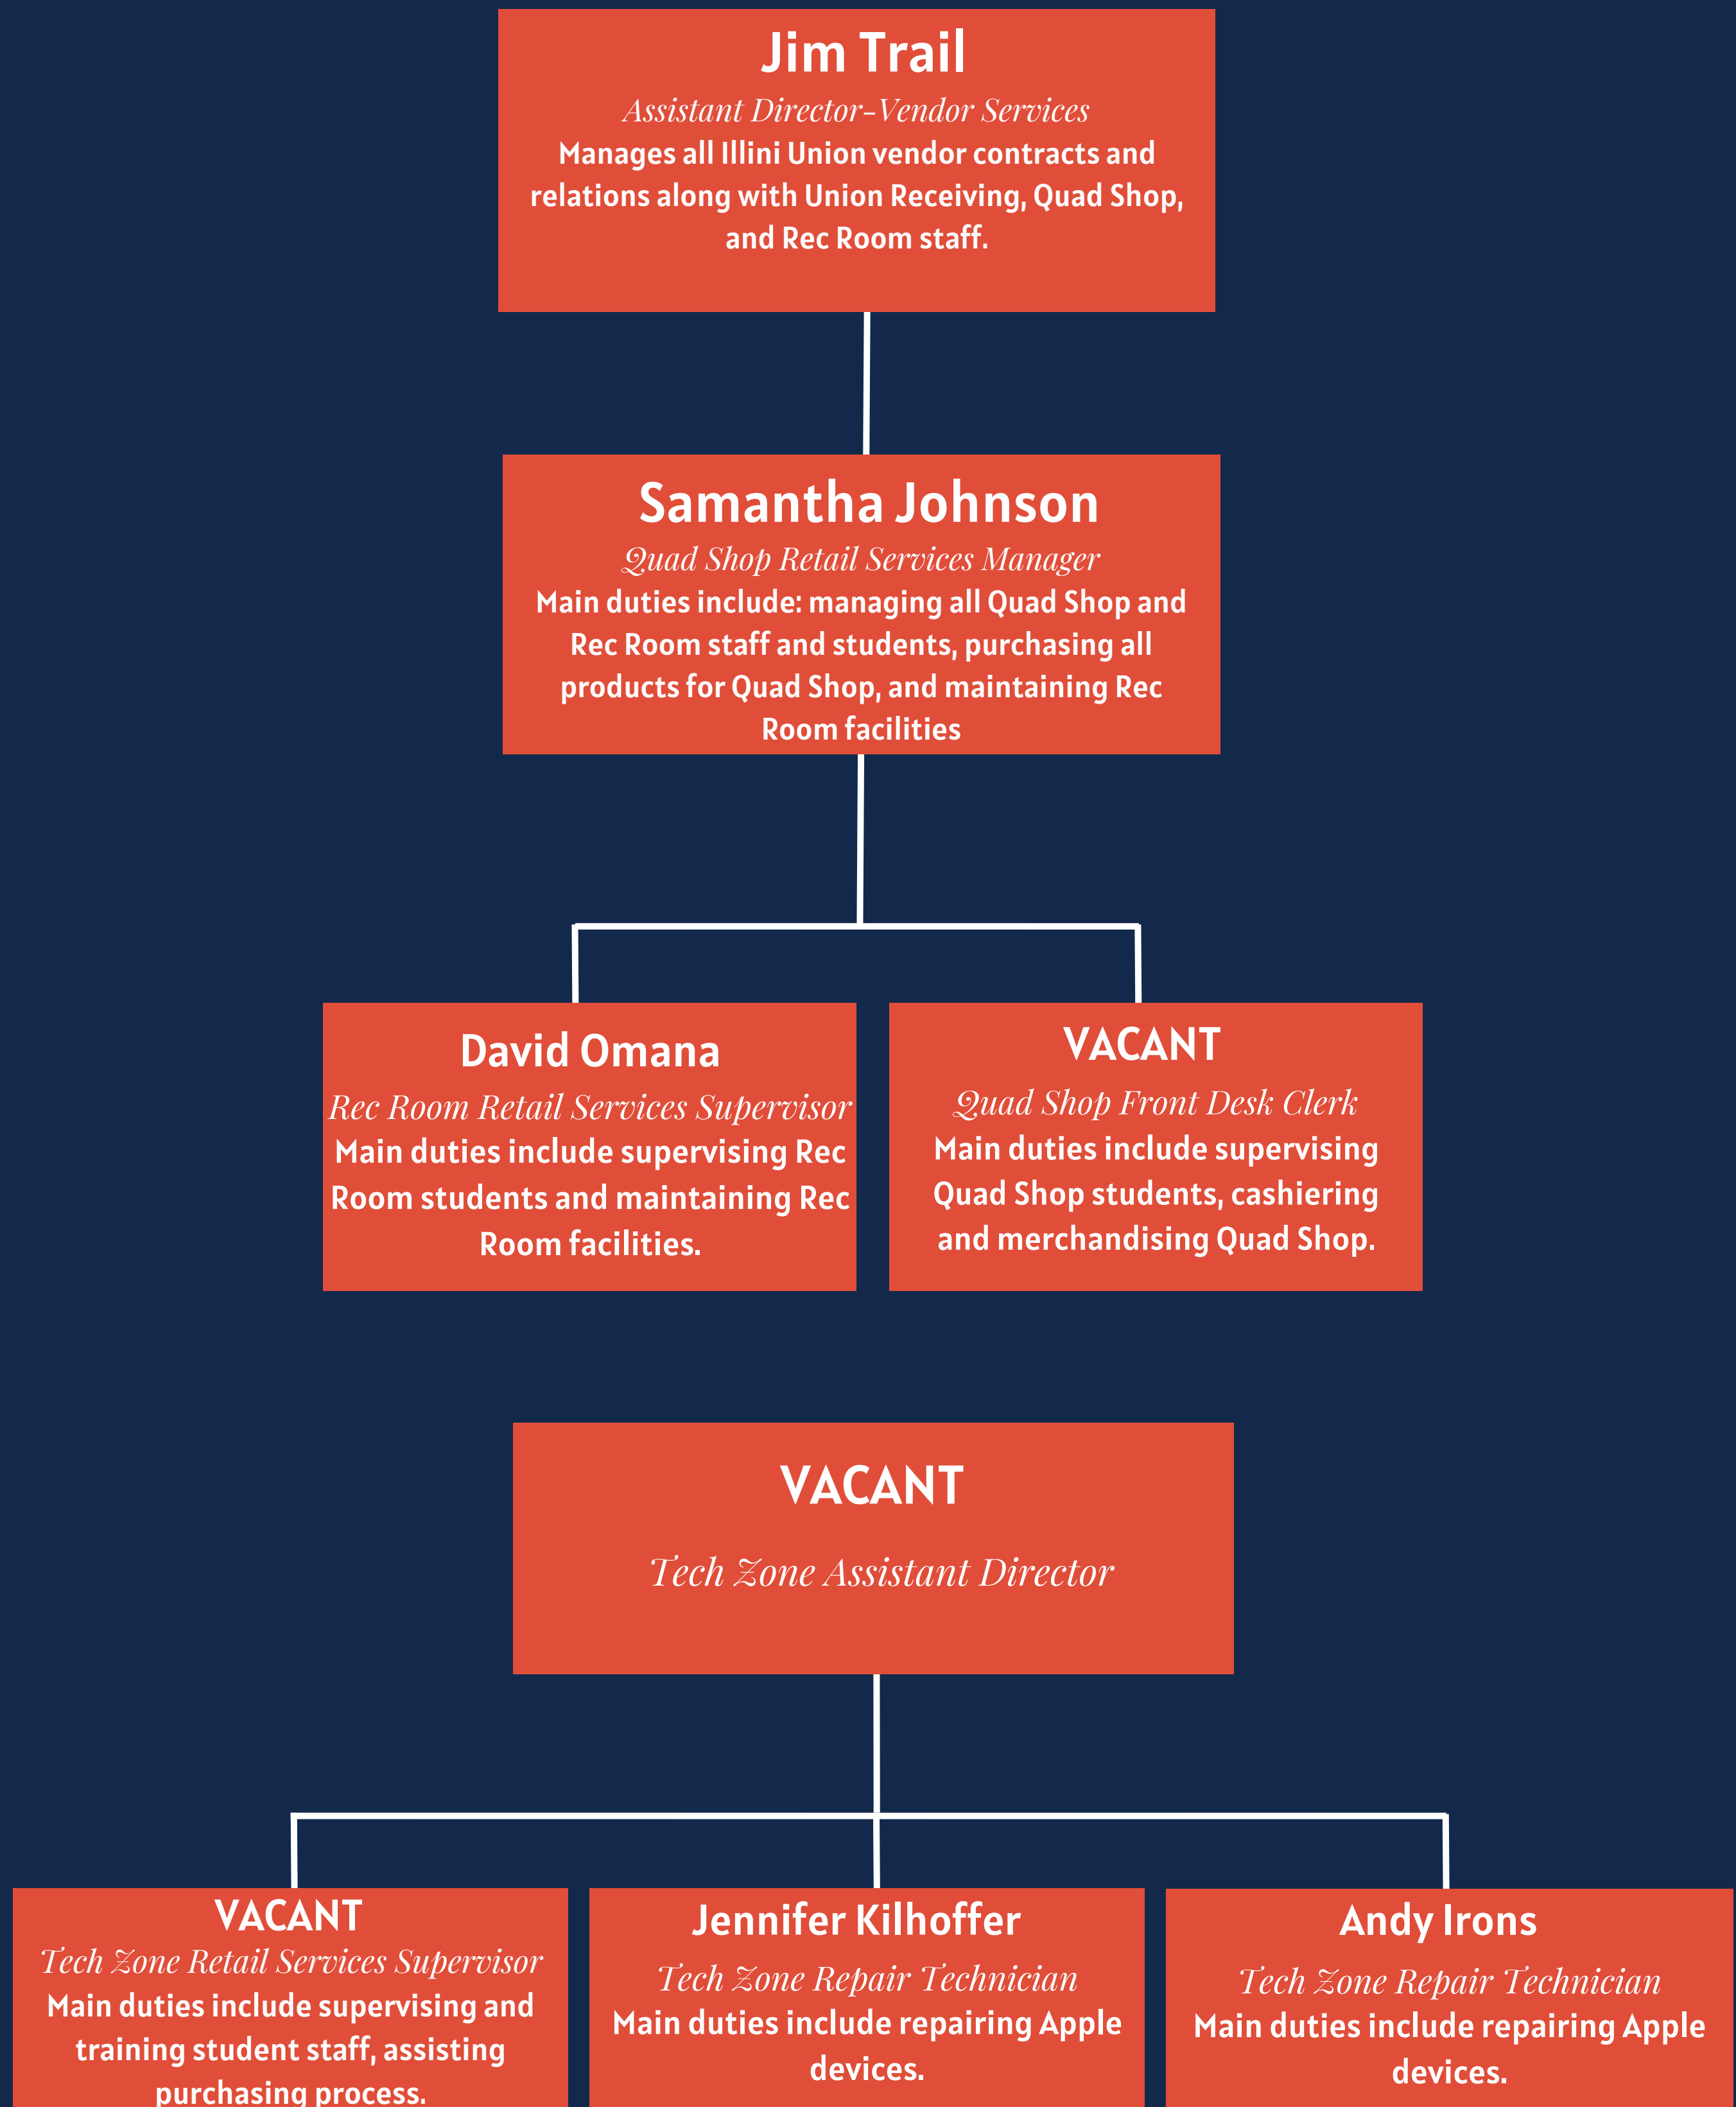 Jim Trail
Assistant Director-Vendor Services
Manages all Illini Union vendor contracts and
relations along with Union Receiving, Quad Shop,
and Rec Room staff.
Samantha Johnson
Quad Shop Retail Services Manager
Main duties include: managing all Quad Shop and
Rec Room staff and students, purchasing all
products for Quad Shop, and maintaining Rec
Room facilities
David Omana
Rec Room Retail Services Supervisor
Main duties include supervising Rec
Room students and maintaining Rec
Room facilities.
VACANT
Quad Shop Front Desk Clerk
Main duties include supervising
Quad Shop students, cashiering
and merchandising Quad Shop.
VACANT
Tech Zone Assistant Director
VACANT
Tech Zone Retail Services Supervisor
Main duties include supervising and
training student staff, assisting
purchasing process.
Jennifer Kilhoffer
Tech Zone Repair Technician
Main duties include repairing Apple
devices.
Andy Irons
Tech Zone Repair Technician
Main duties include repairing Apple
devices.